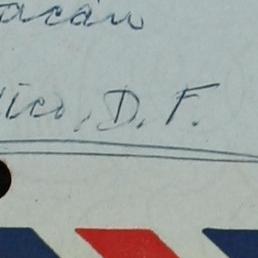 acán
ico, D. F.